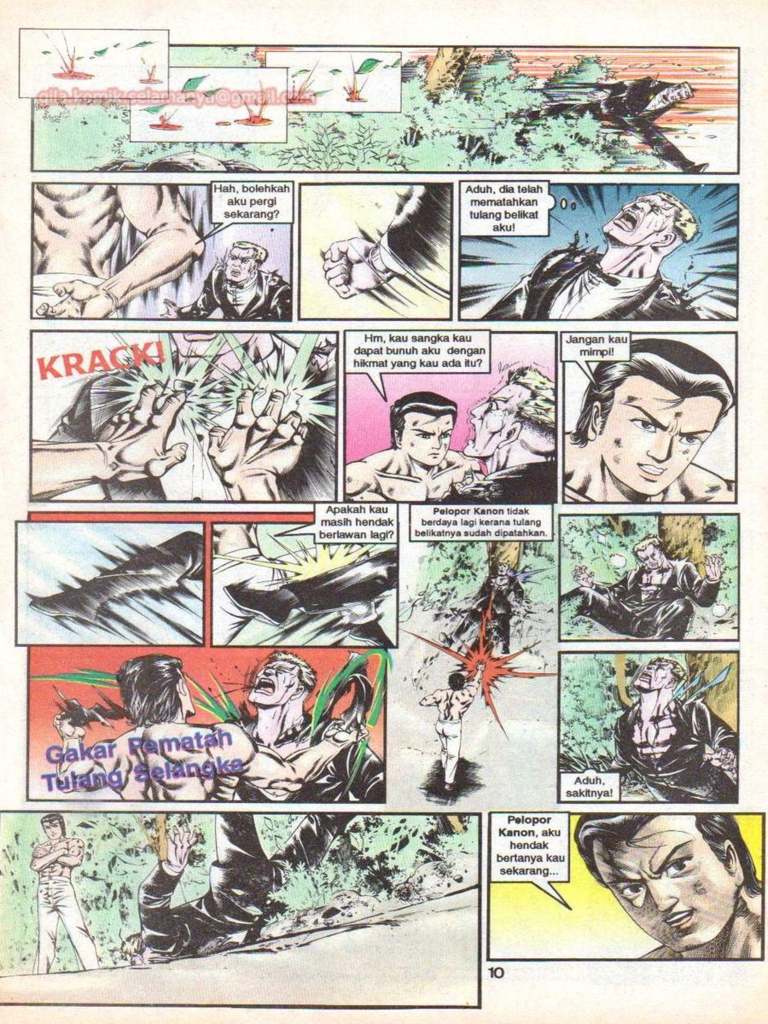 gila.komik.selamanya@gmail.com
Hah, bolehkah
aku pergi
sekarang?
Aduh, dia telah
mematahkan
tulang belikat
aku!
KRACK!
Hm, kau sangka kau
dapat bunuh aku dengan
hikmat yang kau ada itu?
Jangan kau
mimpi!
Apakah kau
masih hendak
berlawan lagi?
Pelopor Kanon tidak
berdaya lagi kerana tulang
belikatnya sudah dipatahkan.
Gakar Pematah
Tulang Selangka
Aduh,
sakitnya!
Pelopor
Kanon, aku
hendak
bertanya kau
sekarang...
10